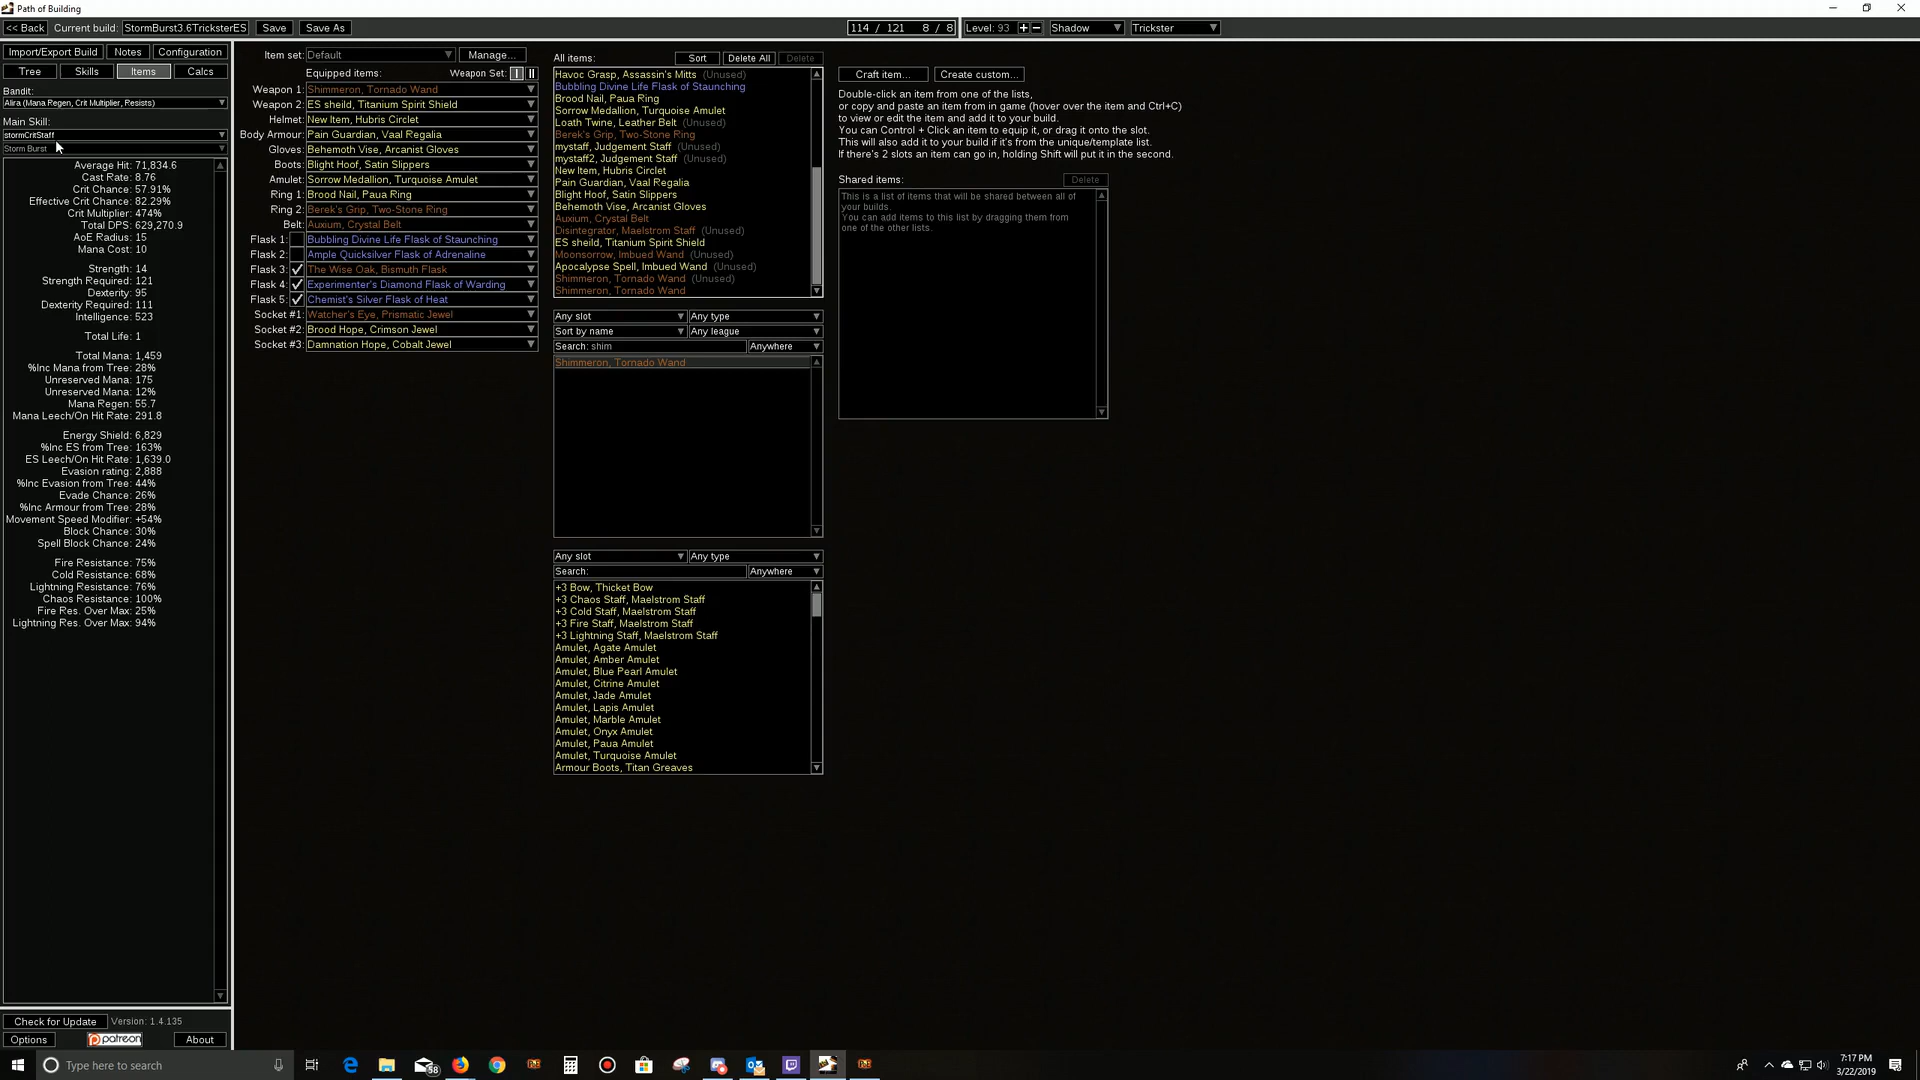 Path of Building
<< Back Current build: StormBurst3.6TricksterES Save Save As 114 / 121 8 / 8 Level: 93 + − Shadow Trickster
Import/Export Build Notes Configuration
Tree Skills Items Calcs
Bandit:
Alira (Mana Regen, Crit Multiplier, Resists)
Main Skill:
stormCritStaff
Storm Burst
Average Hit: 71,834.6
Cast Rate: 8.76
Crit Chance: 57.91%
Effective Crit Chance: 82.29%
Crit Multiplier: 474%
Total DPS: 629,270.9
AoE Radius: 15
Mana Cost: 10
Strength: 14
Strength Required: 121
Dexterity: 95
Dexterity Required: 111
Intelligence: 523
Total Life: 1
Total Mana: 1,459
%Inc Mana from Tree: 28%
Unreserved Mana: 175
Unreserved Mana: 12%
Mana Regen: 55.7
Mana Leech/On Hit Rate: 291.8
Energy Shield: 6,829
%Inc ES from Tree: 163%
ES Leech/On Hit Rate: 1,639.0
Evasion rating: 2,888
%Inc Evasion from Tree: 44%
Evade Chance: 26%
%Inc Armour from Tree: 28%
Movement Speed Modifier: +54%
Block Chance: 30%
Spell Block Chance: 24%
Fire Resistance: 75%
Cold Resistance: 68%
Lightning Resistance: 76%
Chaos Resistance: 100%
Fire Res. Over Max: 25%
Lightning Res. Over Max: 94%
Check for Update Version: 1.4.135
Options patreon About
Item set: Default Manage...
Equipped items: Weapon Set: I II
Weapon 1: Shimmeron, Tornado Wand
Weapon 2: ES sheild, Titanium Spirit Shield
Helmet: New Item, Hubris Circlet
Body Armour: Pain Guardian, Vaal Regalia
Gloves: Behemoth Vise, Arcanist Gloves
Boots: Blight Hoof, Satin Slippers
Amulet: Sorrow Medallion, Turquoise Amulet
Ring 1: Brood Nail, Paua Ring
Ring 2: Berek's Grip, Two-Stone Ring
Belt: Auxium, Crystal Belt
Flask 1: Bubbling Divine Life Flask of Staunching
Flask 2: Ample Quicksilver Flask of Adrenaline
Flask 3: The Wise Oak, Bismuth Flask
Flask 4: Experimenter's Diamond Flask of Warding
Flask 5: Chemist's Silver Flask of Heat
Socket #1: Watcher's Eye, Prismatic Jewel
Socket #2: Brood Hope, Crimson Jewel
Socket #3: Damnation Hope, Cobalt Jewel
All items: Sort Delete All Delete
Havoc Grasp, Assassin's Mitts (Unused)
Bubbling Divine Life Flask of Staunching
Brood Nail, Paua Ring
Sorrow Medallion, Turquoise Amulet
Loath Twine, Leather Belt (Unused)
Berek's Grip, Two-Stone Ring
mystaff, Judgement Staff (Unused)
mystaff2, Judgement Staff (Unused)
New Item, Hubris Circlet
Pain Guardian, Vaal Regalia
Blight Hoof, Satin Slippers
Behemoth Vise, Arcanist Gloves
Auxium, Crystal Belt
Disintegrator, Maelstrom Staff (Unused)
ES sheild, Titanium Spirit Shield
Moonsorrow, Imbued Wand (Unused)
Apocalypse Spell, Imbued Wand (Unused)
Shimmeron, Tornado Wand (Unused)
Shimmeron, Tornado Wand
Any slot Any type
Sort by name Any league
Search: shim Anywhere
Shimmeron, Tornado Wand
Any slot Any type
Search: Anywhere
+3 Bow, Thicket Bow
+3 Chaos Staff, Maelstrom Staff
+3 Cold Staff, Maelstrom Staff
+3 Fire Staff, Maelstrom Staff
+3 Lightning Staff, Maelstrom Staff
Amulet, Agate Amulet
Amulet, Amber Amulet
Amulet, Blue Pearl Amulet
Amulet, Citrine Amulet
Amulet, Jade Amulet
Amulet, Lapis Amulet
Amulet, Marble Amulet
Amulet, Onyx Amulet
Amulet, Paua Amulet
Amulet, Turquoise Amulet
Armour Boots, Titan Greaves
Craft item... Create custom...
Double-click an item from one of the lists,
or copy and paste an item from in game (hover over the item and Ctrl+C)
to view or edit the item and add it to your build.
You can Control + Click an item to equip it, or drag it onto the slot.
This will also add it to your build if it's from the unique/template list.
If there's 2 slots an item can go in, holding Shift will put it in the second.
Shared items: Delete
This is a list of items that will be shared between all of
your builds.
You can add items to this list by dragging them from
one of the other lists.
Type here to search
58
7:17 PM
3/22/2019